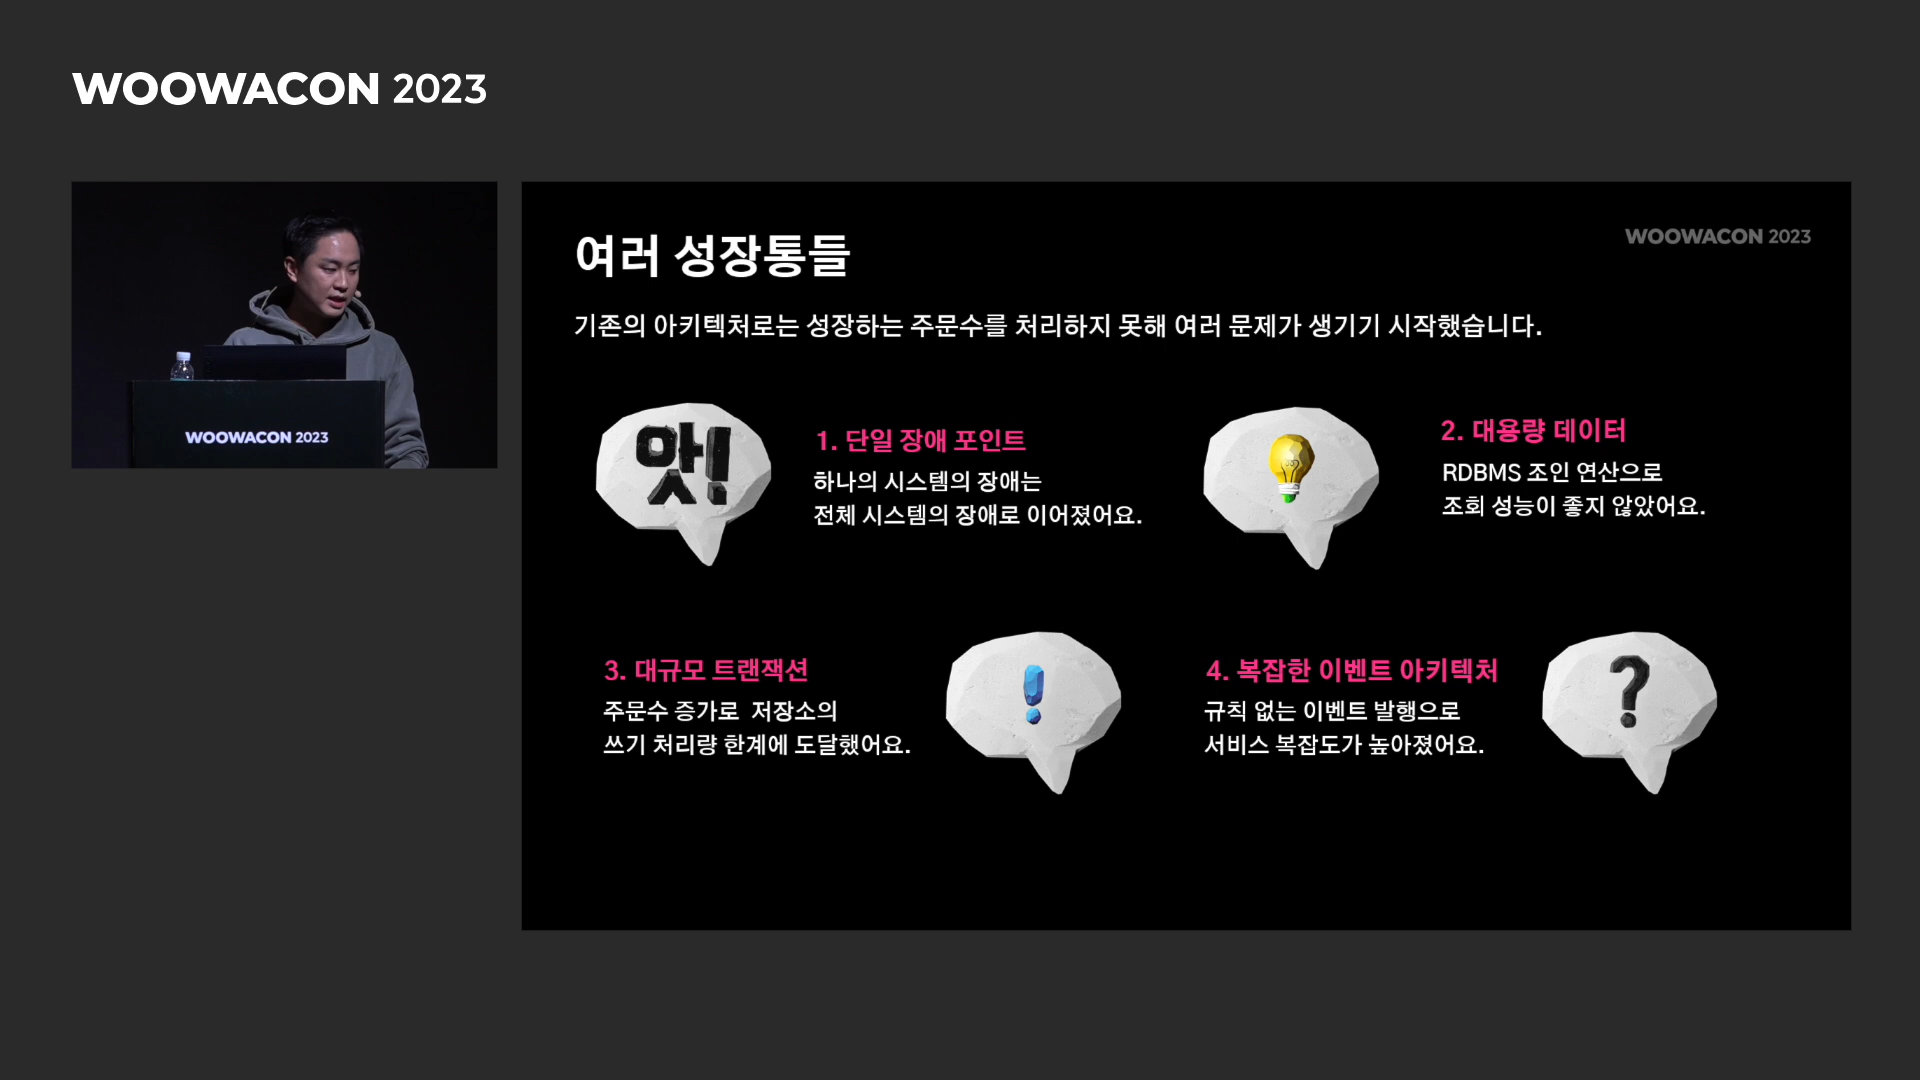 WOOWACON 2023
WOOWACON 2023
여러 성장통들
WOOWACON 2023
기존의 아키텍처로는 성장하는 주문수를 처리하지 못해 여러 문제가 생기기 시작했습니다.
앗!
1. 단일 장애 포인트
하나의 시스템의 장애는
전체 시스템의 장애로 이어졌어요.
2. 대용량 데이터
RDBMS 조인 연산으로
조회 성능이 좋지 않았어요.
3. 대규모 트랜잭션
주문수 증가로 저장소의
쓰기 처리량 한계에 도달했어요.
!
4. 복잡한 이벤트 아키텍처
규칙 없는 이벤트 발행으로
서비스 복잡도가 높아졌어요.
?